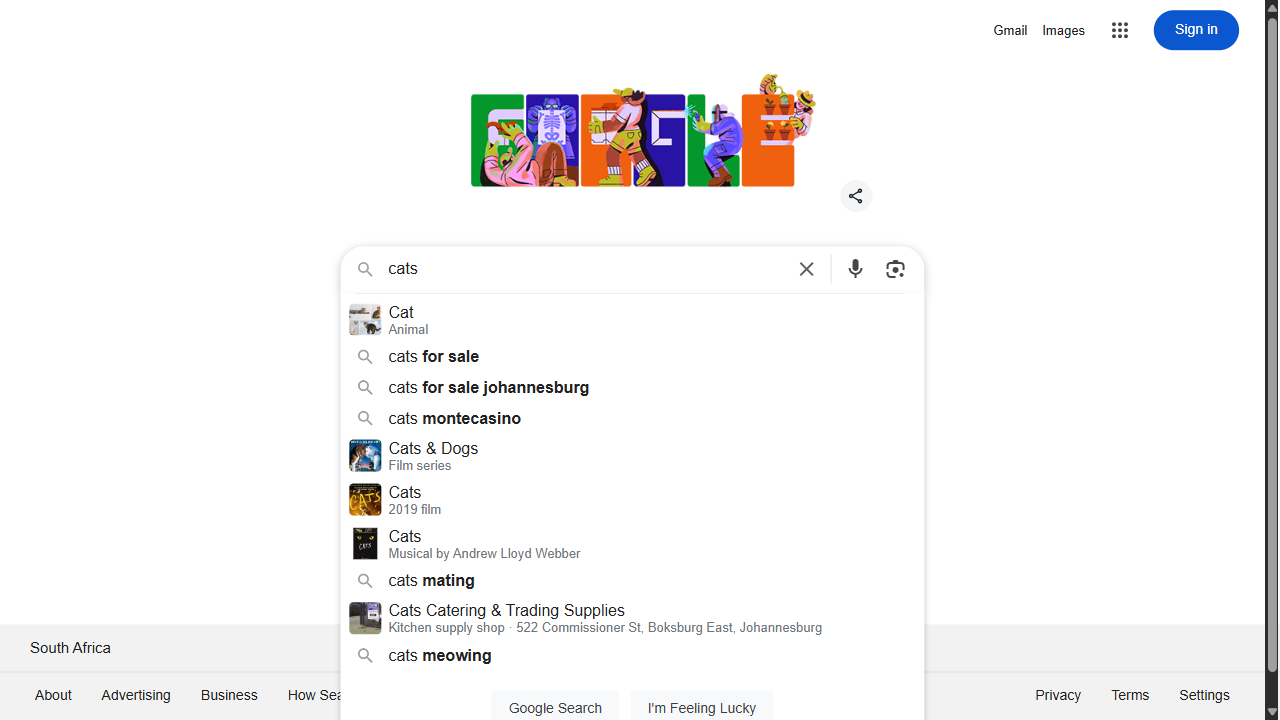 Gmail
Images
Sign in
cats
Cat
Animal
cats for sale
cats for sale johannesburg
cats montecasino
Cats & Dogs
Film series
CATS
Cats
2019 film
CATS
Cats
Musical by Andrew Lloyd Webber
cats mating
Cats Catering & Trading Supplies
Kitchen supply shop · 522 Commissioner St, Boksburg East, Johannesburg
cats meowing
Google Search
I'm Feeling Lucky
South Africa
About
Advertising
Business
How Sea
Privacy
Terms
Settings